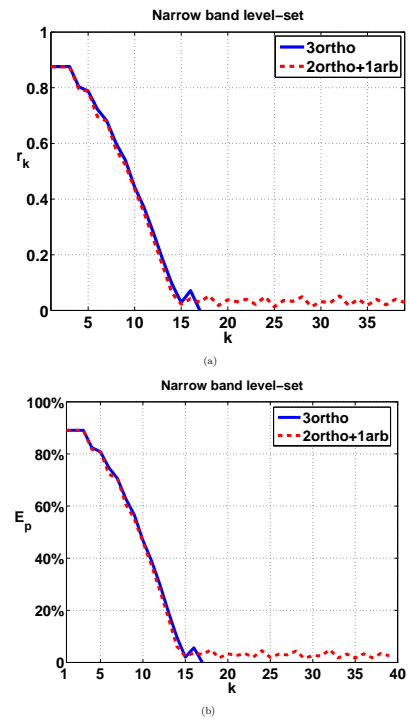 Narrow band level-set
3ortho
2ortho+1arb
1
0.8
0.6
0.4
0.2
0
r_k
5 10 15 20 25 30 35
k
(a)
Narrow band level-set
3ortho
2ortho+1arb
100%
80%
60%
40%
20%
0
E_p
1 5 10 15 20 25 30 35 40
k
(b)